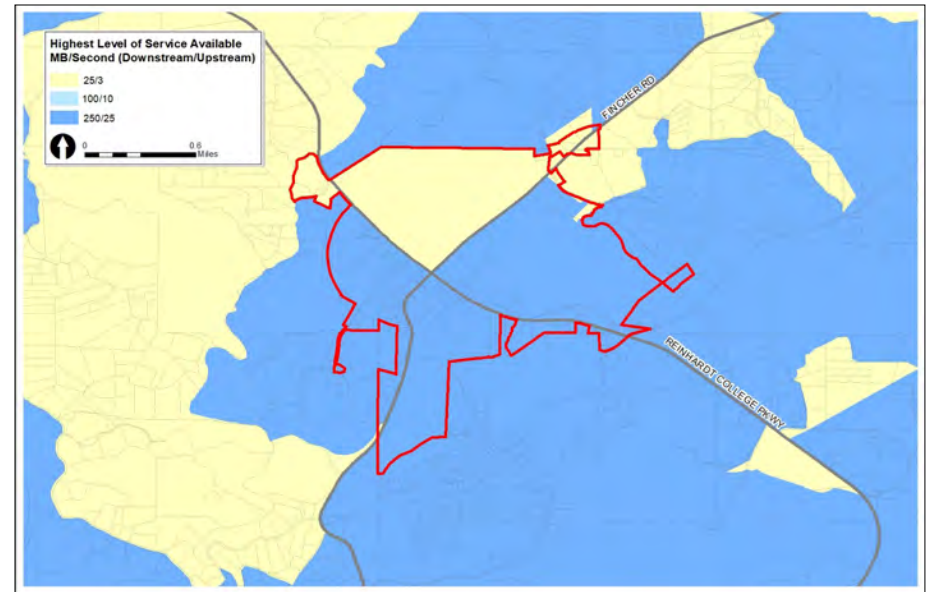 Highest Level of Service Available
MB/Second (Downstream/Upstream)
25/3
100/10
250/25
0 0.6
Miles
FINCHER RD
REINHARDT COLLEGE PKWY